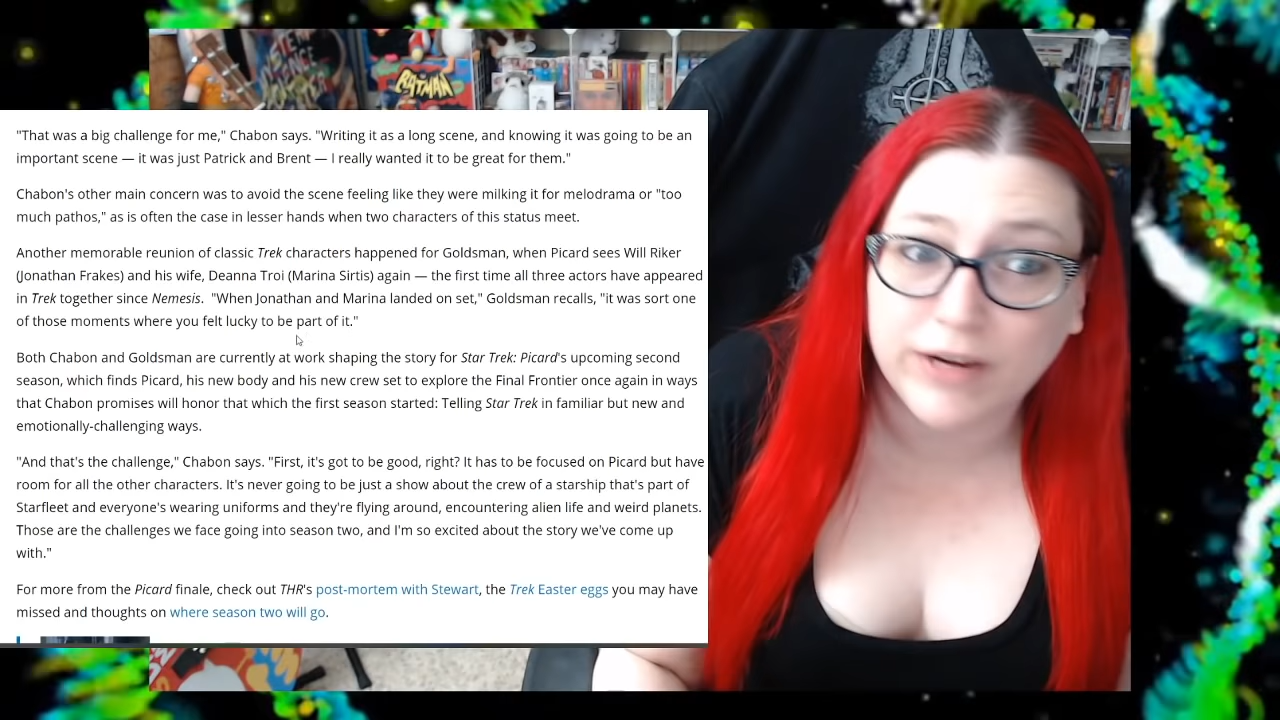 BATMAN
"That was a big challenge for me," Chabon says. "Writing it as a long scene, and knowing it was going to be an
important scene — it was just Patrick and Brent — I really wanted it to be great for them."
Chabon's other main concern was to avoid the scene feeling like they were milking it for melodrama or "too
much pathos," as is often the case in lesser hands when two characters of this status meet.
Another memorable reunion of classic Trek characters happened for Goldsman, when Picard sees Will Riker
(Jonathan Frakes) and his wife, Deanna Troi (Marina Sirtis) again — the first time all three actors have appeared
in Trek together since Nemesis. "When Jonathan and Marina landed on set," Goldsman recalls, "it was sort one
of those moments where you felt lucky to be part of it."
Both Chabon and Goldsman are currently at work shaping the story for Star Trek: Picard's upcoming second
season, which finds Picard, his new body and his new crew set to explore the Final Frontier once again in ways
that Chabon promises will honor that which the first season started: Telling Star Trek in familiar but new and
emotionally-challenging ways.
"And that's the challenge," Chabon says. "First, it's got to be good, right? It has to be focused on Picard but have
room for all the other characters. It's never going to be just a show about the crew of a starship that's part of
Starfleet and everyone's wearing uniforms and they're flying around, encountering alien life and weird planets.
Those are the challenges we face going into season two, and I'm so excited about the story we've come up
with."
For more from the Picard finale, check out THR's post-mortem with Stewart, the Trek Easter eggs you may have
missed and thoughts on where season two will go.